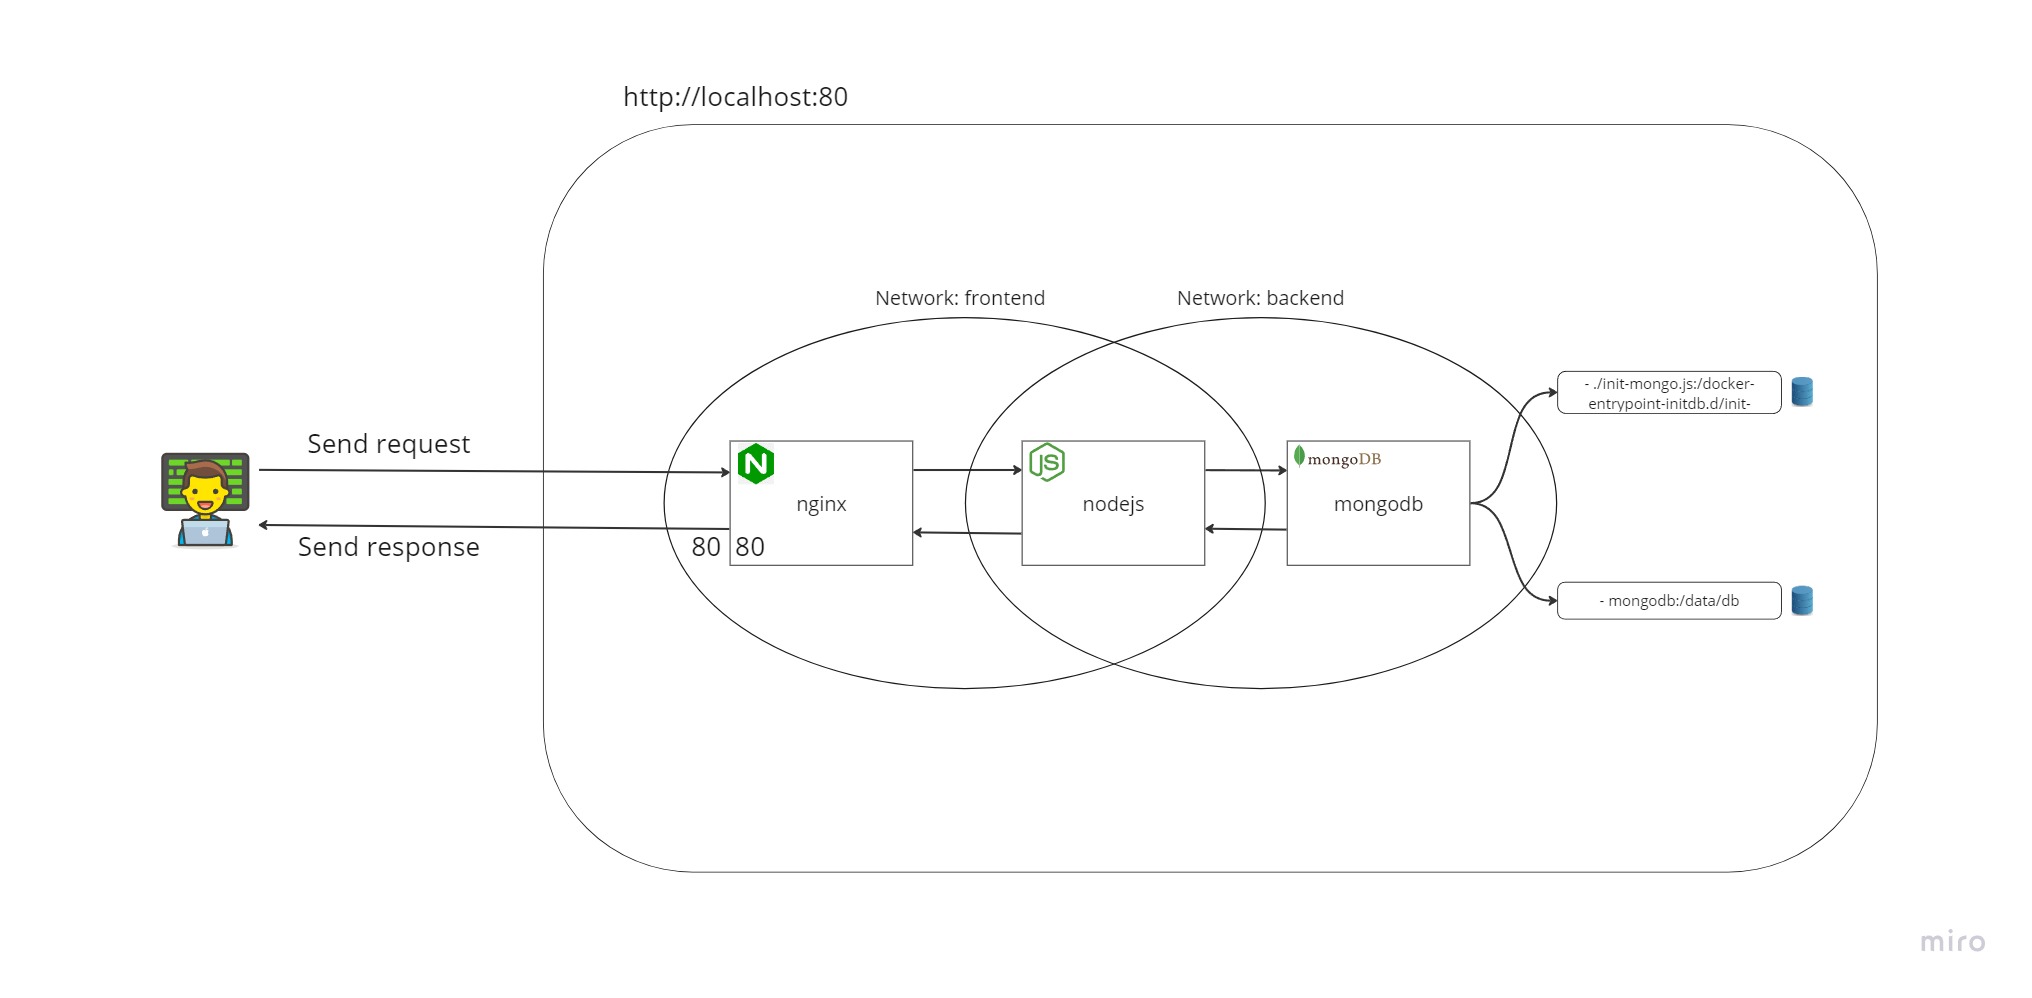 http://localhost:80
Network: frontend
Network: backend
- ./init-mongo.js:/docker-
entrypoint-initdb.d/init-
Send request
N
JS
mongoDB
nginx
nodejs
mongodb
Send response
80
80
- mongodb:/data/db
miro